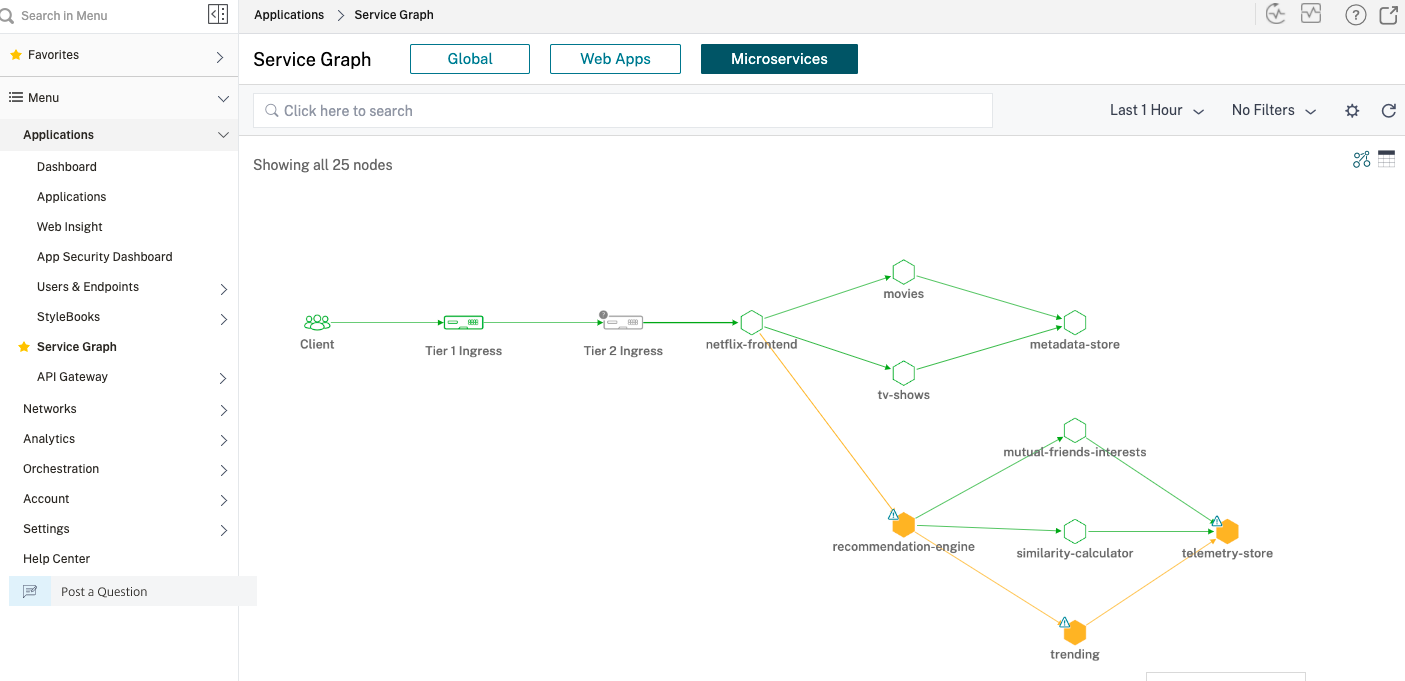 Search in Menu
Applications > Service Graph
?
Favorites
Menu
Applications
Dashboard
Applications
Web Insight
App Security Dashboard
Users & Endpoints
StyleBooks
Service Graph
API Gateway
Networks
Analytics
Orchestration
Account
Settings
Help Center
Post a Question
Service Graph
Global
Web Apps
Microservices
Click here to search
Last 1 Hour
No Filters
Showing all 25 nodes
Client
Tier 1 Ingress
?
Tier 2 Ingress
netflix-frontend
movies
tv-shows
metadata-store
mutual-friends-interests
recommendation-engine
similarity-calculator
telemetry-store
trending